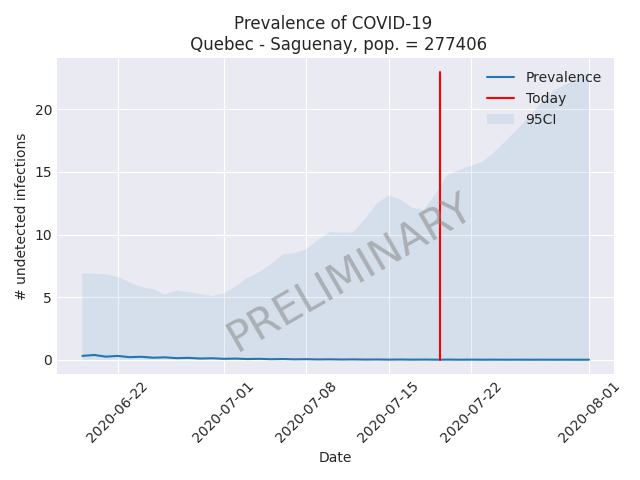 Prevalence of COVID-19
Quebec - Saguenay, pop. = 277406
Prevalence
Today
95CI
# undetected infections
20
15
10
5
0
PRELIMINARY
2020-06-22
2020-07-01
2020-07-08
2020-07-15
2020-07-22
2020-08-01
Date